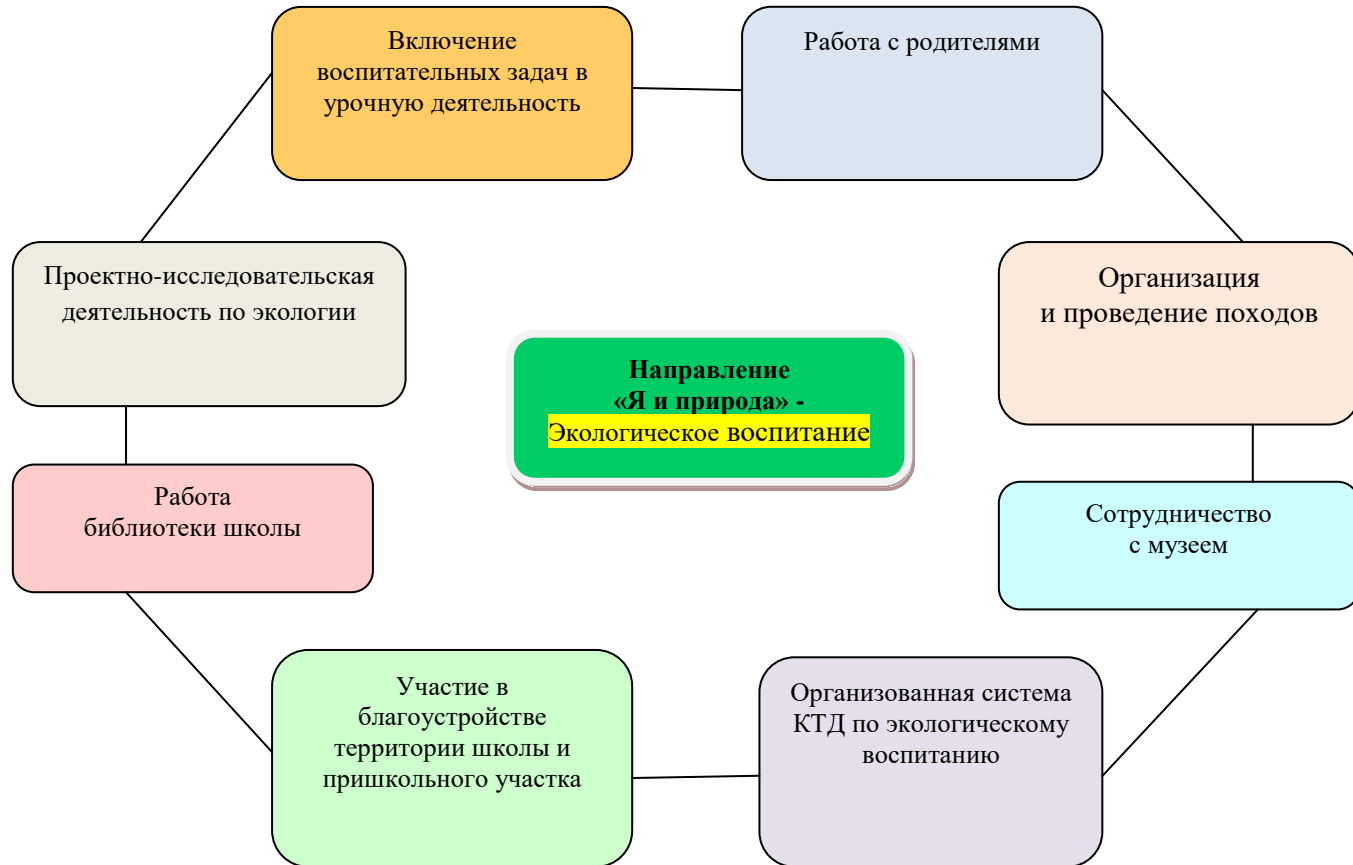 Включение
воспитательных задач в
урочную деятельность
Работа с родителями
Проектно-исследовательская
деятельность по экологии
Организация
и проведение походов
Направление
«Я и природа» -
Экологическое воспитание
Работа
библиотеки школы
Сотрудничество
с музеем
Участие в
благоустройстве
территории школы и
пришкольного участка
Организованная система
КТД по экологическому
воспитанию